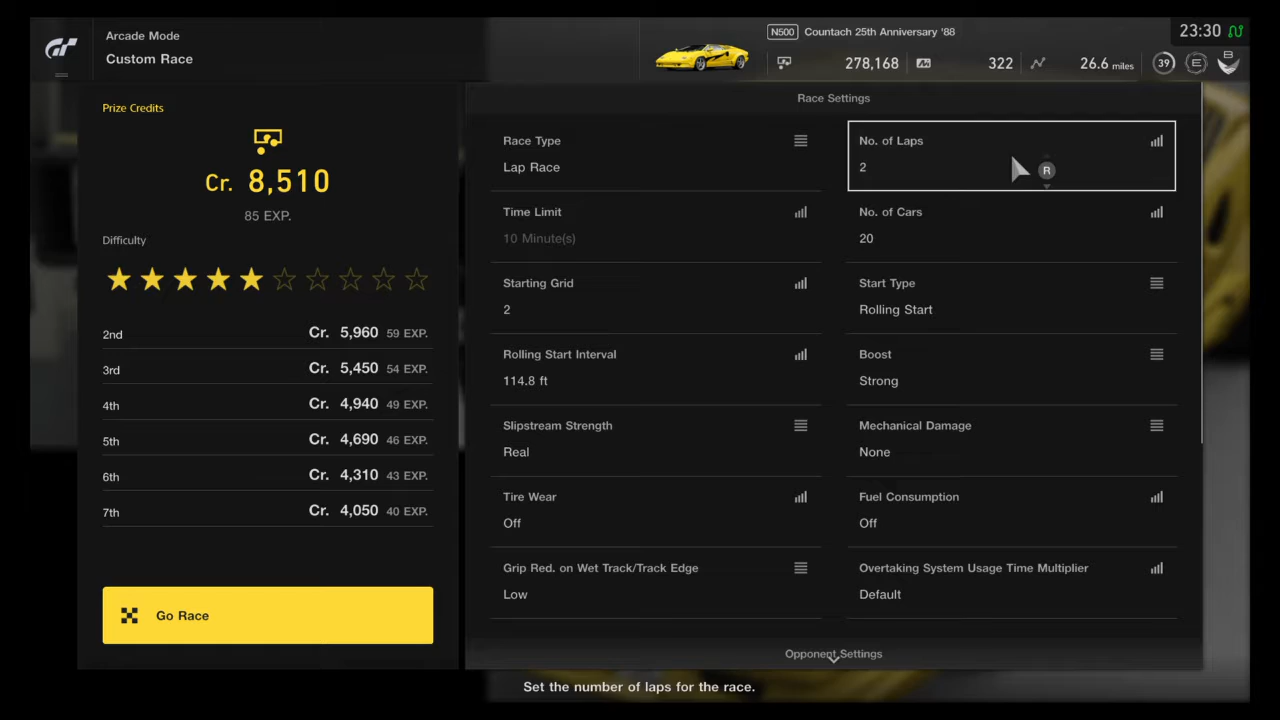 Arcade Mode
Custom Race
N500 Countach 25th Anniversary '88
23:30
278,168 322 26.6 miles 39 E B
Prize Credits
Cr. 8,510
85 EXP.
Difficulty
2nd Cr. 5,960 59 EXP.
3rd Cr. 5,450 54 EXP.
4th Cr. 4,940 49 EXP.
5th Cr. 4,690 46 EXP.
6th Cr. 4,310 43 EXP.
7th Cr. 4,050 40 EXP.
Go Race
Race Settings
Race Type
Lap Race
No. of Laps
2
R
Time Limit
10 Minute(s)
No. of Cars
20
Starting Grid
2
Start Type
Rolling Start
Rolling Start Interval
114.8 ft
Boost
Strong
Slipstream Strength
Real
Mechanical Damage
None
Tire Wear
Off
Fuel Consumption
Off
Grip Red. on Wet Track/Track Edge
Low
Overtaking System Usage Time Multiplier
Default
Opponent Settings
Set the number of laps for the race.